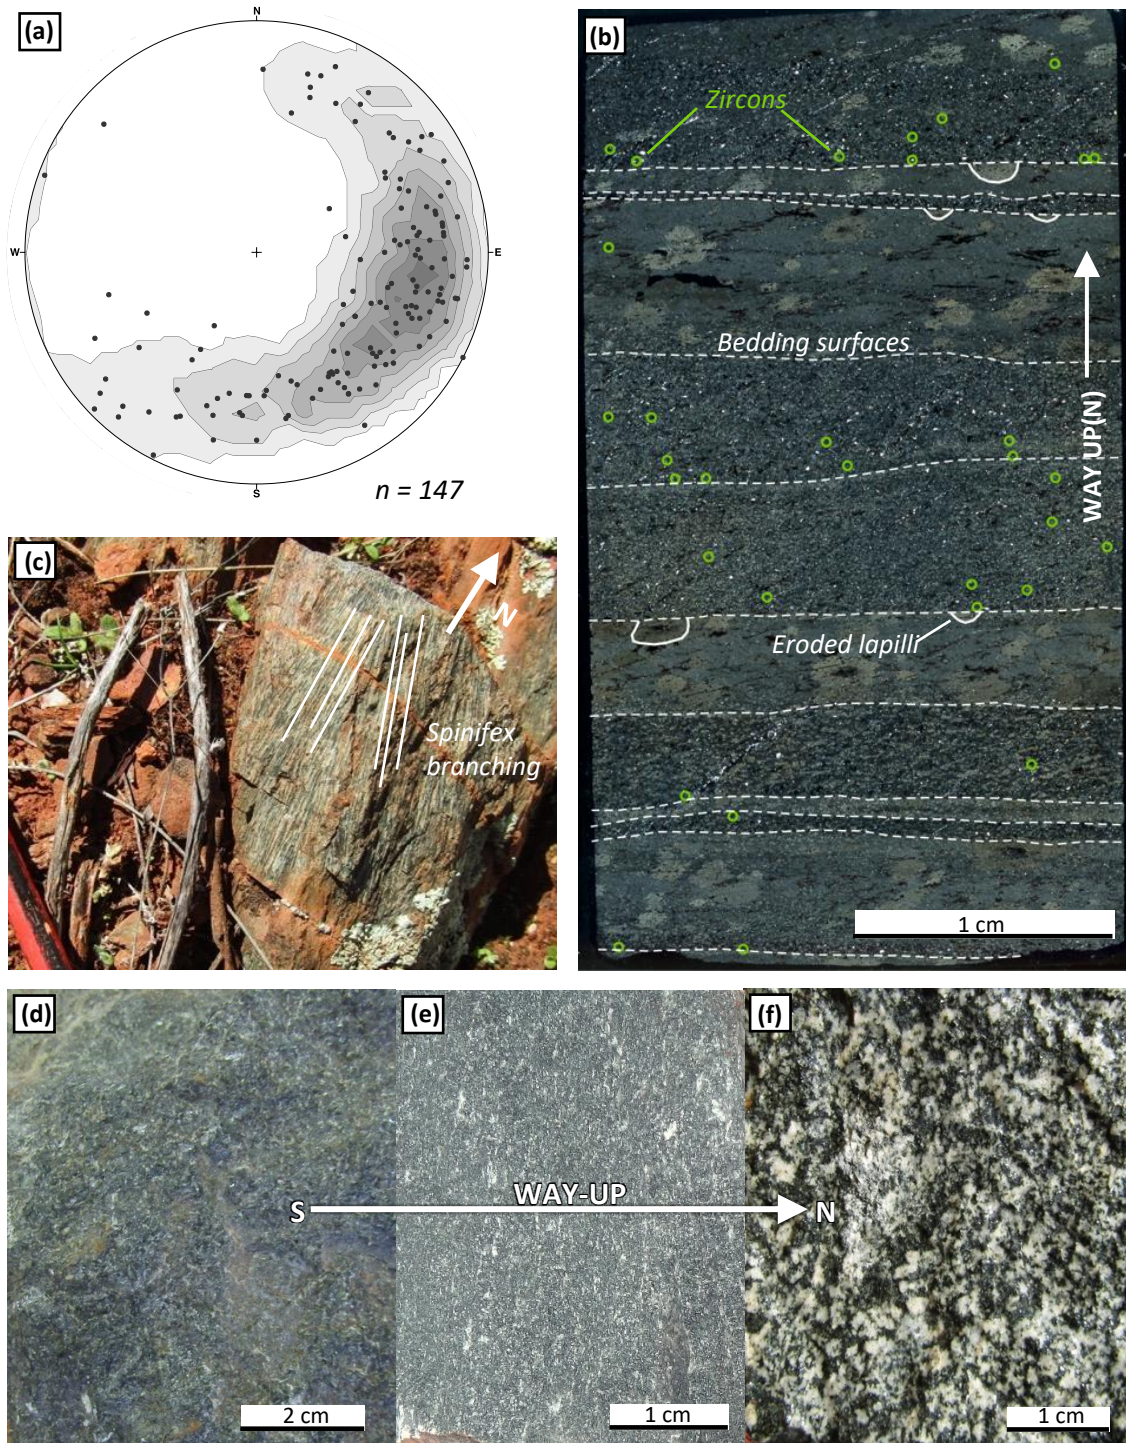 (a)
N
W
E
S
n = 147
(b)
Zircons
Bedding surfaces
WAY UP(N)
Eroded lapilli
1 cm
(c)
N
Spinifex
branching
(d)
(e)
(f)
WAY-UP
S
N
2 cm
1 cm
1 cm